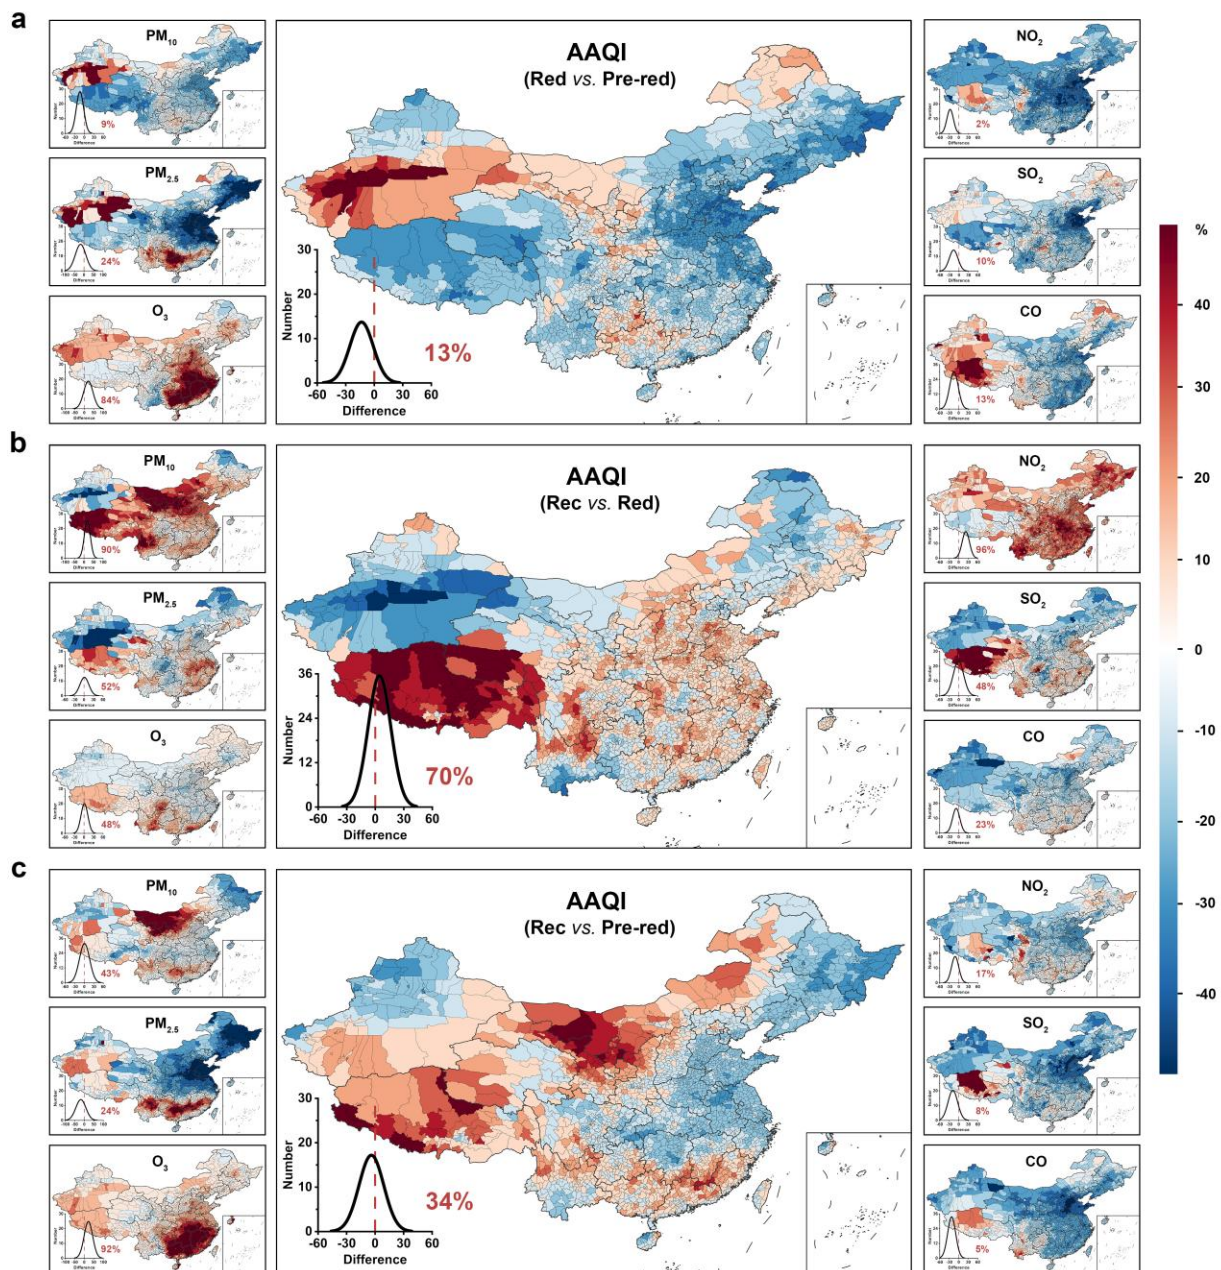 a
PM10
9%
PM2.5
24%
O3
84%
AAQI
(Red vs. Pre-red)
30
20
10
0
Number
-60 -30 0 30 60
Difference
13%
NO2
2%
SO2
10%
CO
13%
b
PM10
90%
PM2.5
52%
O3
48%
AAQI
(Rec vs. Red)
36
24
12
0
Number
-60 -30 0 30 60
Difference
70%
NO2
96%
SO2
48%
CO
23%
c
PM10
43%
PM2.5
24%
O3
92%
AAQI
(Rec vs. Pre-red)
30
20
10
0
Number
-60 -30 0 30 60
Difference
34%
NO2
17%
SO2
8%
CO
5%
%
40
30
20
10
0
-10
-20
-30
-40